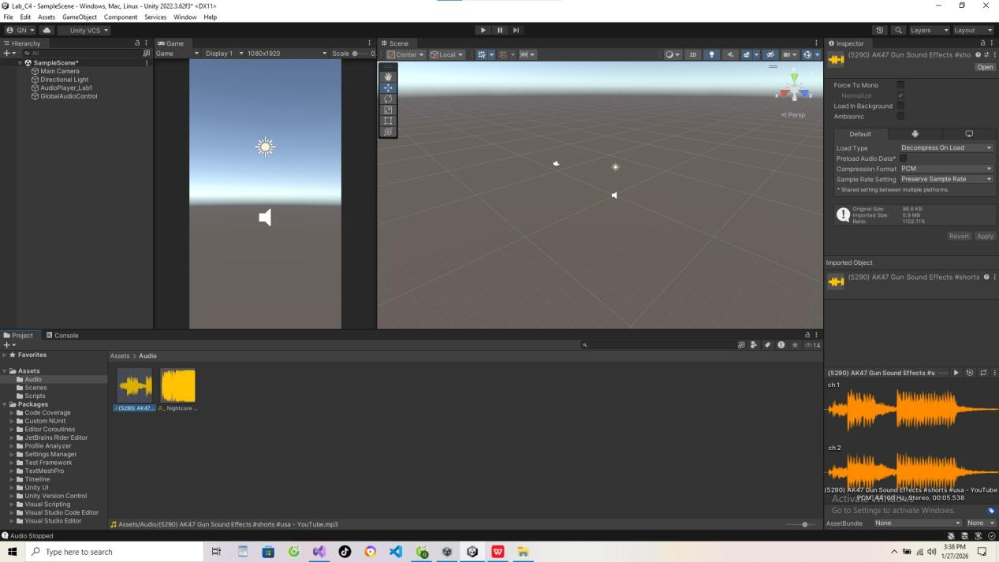 Lab_C4 - SampleScene - Windows, Mac, Linux - Unity 2022.3.62f3* <DX11>
File Edit Assets GameObject Component Services Window Help
QN Unity VCS Layers Layout
Hierarchy
All
SampleScene*
Main Camera
Directional Light
AudioPlayer_Lab1
GlobalAudioControl
Game
Game Display 1 1080x1920 Scale 0.
Scene
Center Local 2D
Persp
Inspector
(5290) AK47 Gun Sound Effects #sho
Open
Force To Mono
Normalize
Load In Background
Ambisonic
Default
Load Type Decompress On Load
Preload Audio Data*
Compression Format PCM
Sample Rate Setting Preserve Sample Rate
* Shared setting between multiple platforms.
Original Size: 86.6 KB
Imported Size: 0.9 MB
Ratio: 1102.11%
Revert Apply
Imported Object
(5290) AK47 Gun Sound Effects #shorts
Project Console
14
Favorites
Assets
Audio
Scenes
Scripts
Packages
Code Coverage
Custom NUnit
Editor Coroutines
JetBrains Rider Editor
Profile Analyzer
Settings Manager
Test Framework
TextMeshPro
Timeline
Unity UI
Unity Version Control
Visual Scripting
Visual Studio Code Editor
Visual Studio Editor
Assets > Audio
(5290) AK47... _ Nightcore ...
Assets/Audio/(5290) AK47 Gun Sound Effects #shorts #usa - YouTube.mp3
(5290) AK47 Gun Sound Effects #s
ch 1
ch 2
(5290) AK47 Gun Sound Effects #shorts #usa - YouTube
PCM, 44100 Hz, Stereo, 00:05.538
Activate Windows
Go to Settings to activate Windows.
AssetBundle None None
Audio Stopped
Type here to search
3:38 PM
1/27/2026